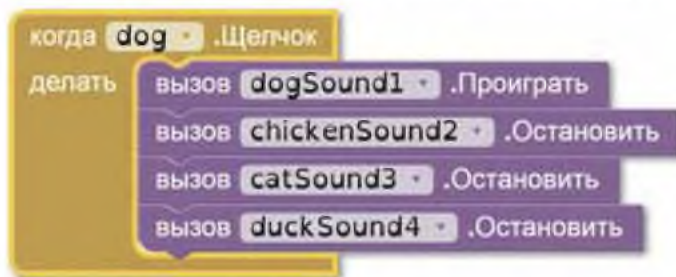 когда dog .Щелчок
делать вызов dogSound1 .Проиграть
вызов chickenSound2 .Остановить
вызов catSound3 .Остановить
вызов duckSound4 .Остановить